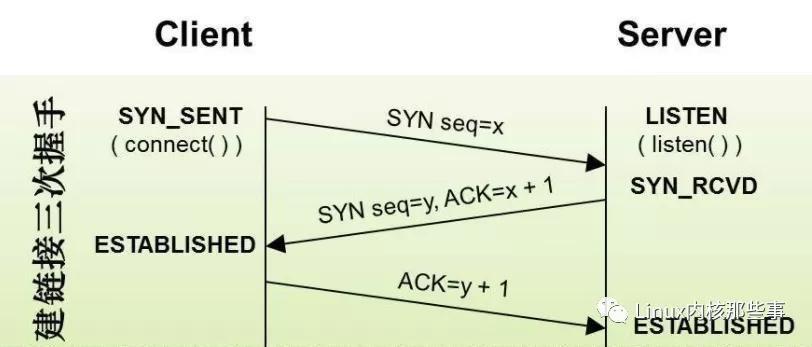 Client
Server
建链接三次握手
SYN_SENT
( connect( ) )
SYN seq=x
LISTEN
( listen( ) )
SYN_RCVD
SYN seq=y, ACK=x + 1
ESTABLISHED
ACK=y + 1
Linux内核那些事
ESTABLISHED